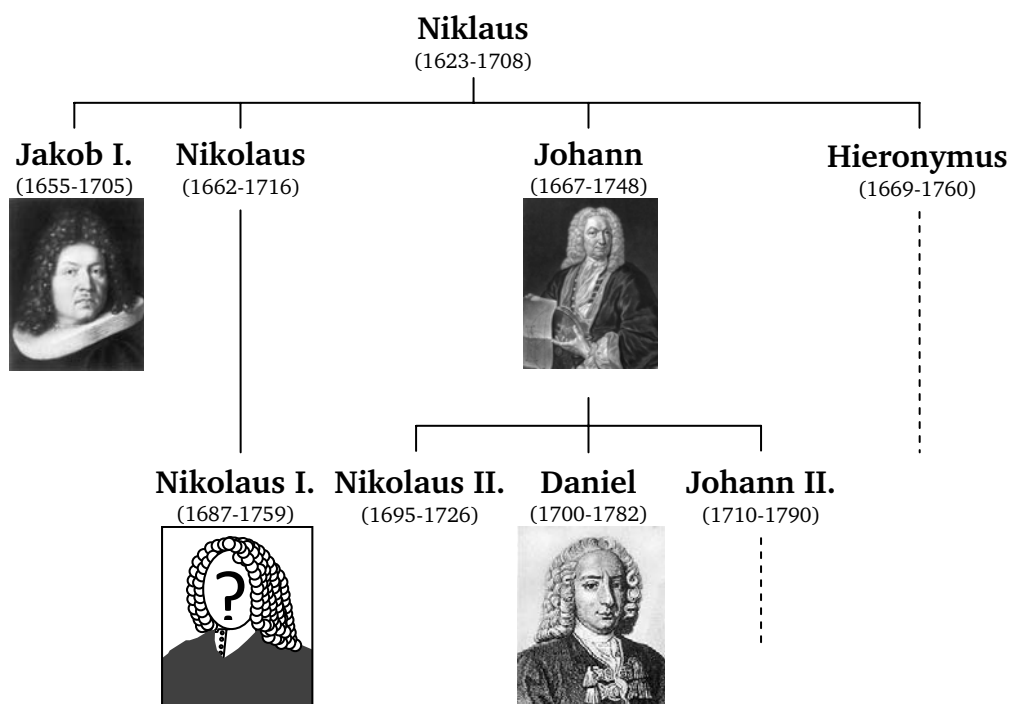 Niklaus
(1623-1708)
Jakob I.
(1655-1705)
Nikolaus
(1662-1716)
Johann
(1667-1748)
Hieronymus
(1669-1760)
Nikolaus I.
(1687-1759)
?
Nikolaus II.
(1695-1726)
Daniel
(1700-1782)
Johann II.
(1710-1790)